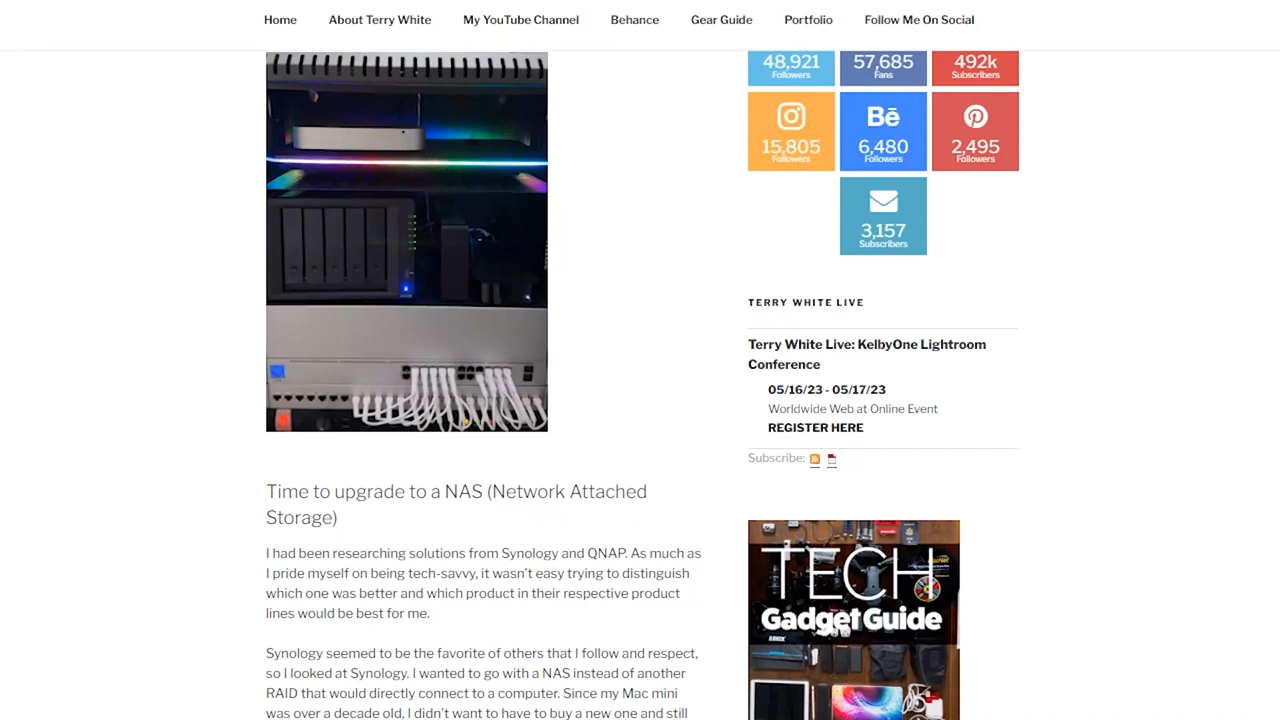 Home About Terry White My YouTube Channel Behance Gear Guide Portfolio Follow Me On Social
48,921 57,685 492k
Followers Fans Subscribers
Bē
15,805 6,480 2,495
Followers Followers Followers
3,157
Subscribers
TERRY WHITE LIVE
Terry White Live: KelbyOne Lightroom
Conference
05/16/23 - 05/17/23
Worldwide Web at Online Event
REGISTER HERE
Subscribe:
Time to upgrade to a NAS (Network Attached
Storage)
I had been researching solutions from Synology and QNAP. As much as
I pride myself on being tech-savvy, it wasn’t easy trying to distinguish
which one was better and which product in their respective product
lines would be best for me.
Synology seemed to be the favorite of others that I follow and respect,
so I looked at Synology. I wanted to go with a NAS instead of another
RAID that would directly connect to a computer. Since my Mac mini
was over a decade old, I didn’t want to have to buy a new one and still
TECH
Gadget Guide